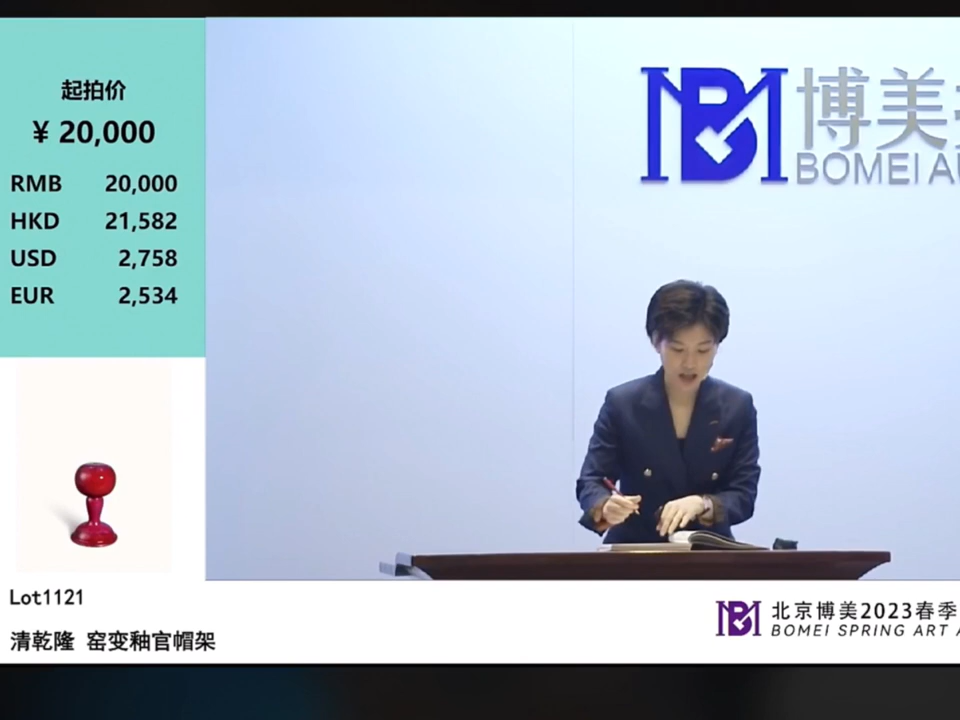 起拍价
¥ 20,000
RMB 20,000
HKD 21,582
USD 2,758
EUR 2,534
博美
BOMEI
Lot1121
清乾隆 窑变釉官帽架
北京博美2023春季
BOMEI SPRING ART